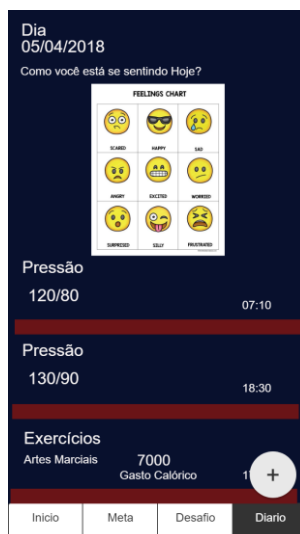 Dia
05/04/2018
Como você está se sentindo Hoje?
FEELINGS CHART
SCARED HAPPY SAD
ANGRY EXCITED WORRIED
SURPRISED SILLY FRUSTRATED
Pressão
120/80
07:10
Pressão
130/90
18:30
Exercícios
Artes Marciais 7000
Gasto Calórico
+
Inicio Meta Desafio Diario